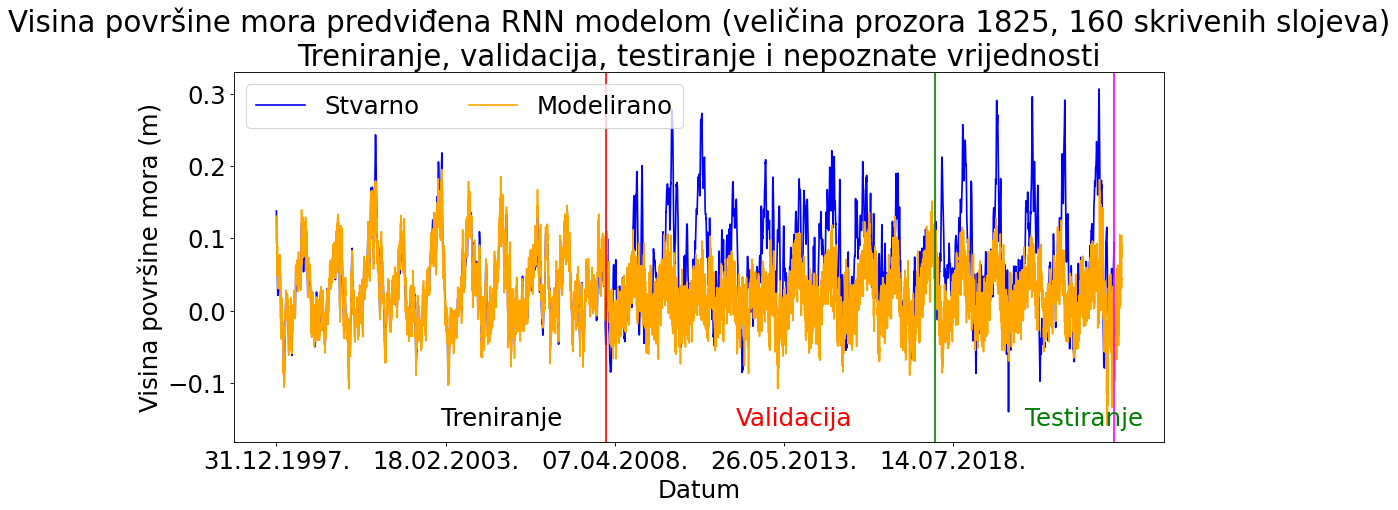 Visina površine mora predviđena RNN modelom (veličina prozora 1825, 160 skrivenih slojeva)
Treniranje, validacija, testiranje i nepoznate vrijednosti
Stvarno Modelirano
Visina površine mora (m)
0.3
0.2
0.1
0.0
−0.1
Treniranje Validacija Testiranje
31.12.1997. 18.02.2003. 07.04.2008. 26.05.2013. 14.07.2018.
Datum